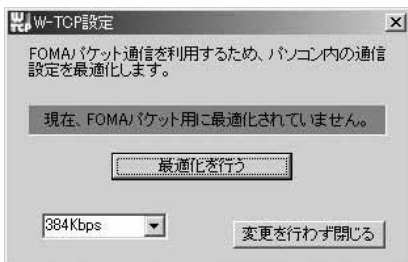 W-TCP設定
FOMAパケット通信を利用するため、パソコン内の通信
設定を最適化します。
現在、FOMAパケット用に最適化されていません。
最適化を行う
384Kbps
変更を行わず閉じる